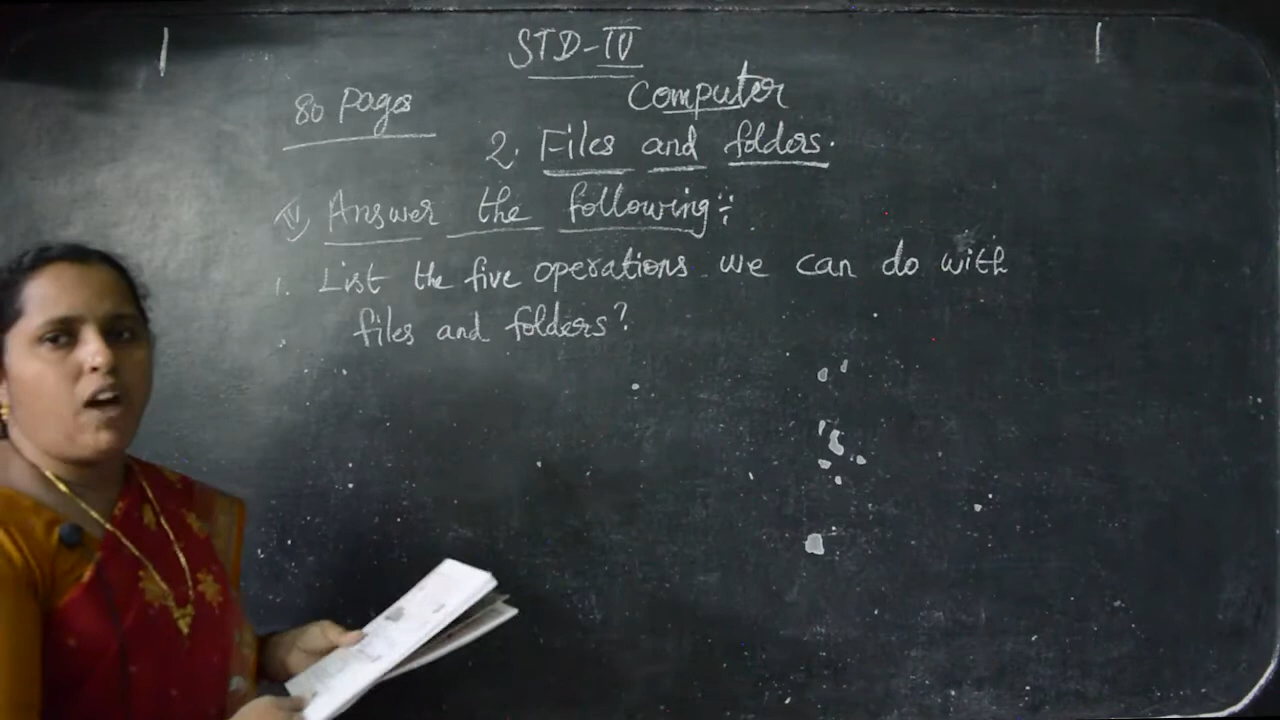 STD-IV
80 Pages
Computer
2. Files and folders.
IV) Answer the following:-
1. List the five operations we can do with
files and folders?